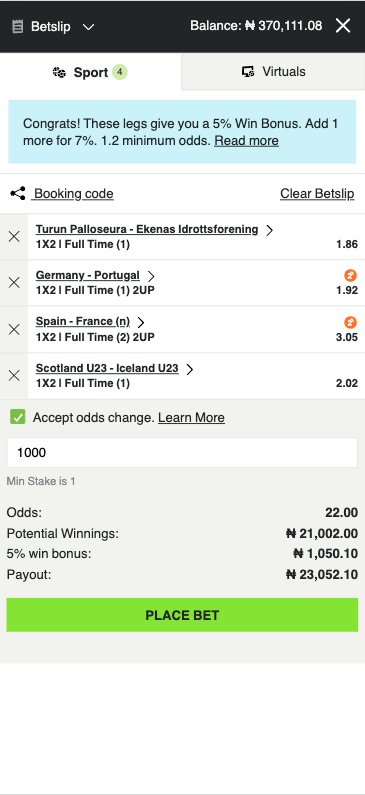 Betslip
Balance: ₦ 370,111.08
Sport 4
Virtuals
Congrats! These legs give you a 5% Win Bonus. Add 1
more for 7%. 1.2 minimum odds. Read more
Booking code
Clear Betslip
Turun Palloseura - Ekenas Idrottsforening
1X2 | Full Time (1) 1.86
Germany - Portugal
1X2 | Full Time (1) 2UP 1.92
Spain - France (n)
1X2 | Full Time (2) 2UP 3.05
Scotland U23 - Iceland U23
1X2 | Full Time (1) 2.02
Accept odds change. Learn More
1000
Min Stake is 1
Odds: 22.00
Potential Winnings: ₦ 21,002.00
5% win bonus: ₦ 1,050.10
Payout: ₦ 23,052.10
PLACE BET